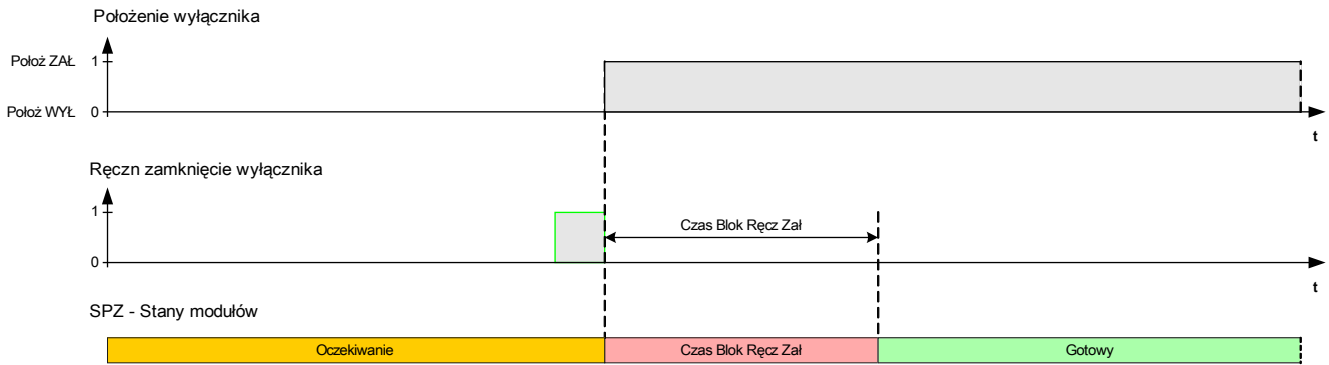 Położenie wyłącznika
Położ ZAŁ 1
Położ WYŁ 0
t
Ręczn zamknięcie wyłącznika
1
Czas Blok Ręcz Zał
0
t
SPZ - Stany modułów
Oczekiwanie Czas Blok Ręcz Zał Gotowy